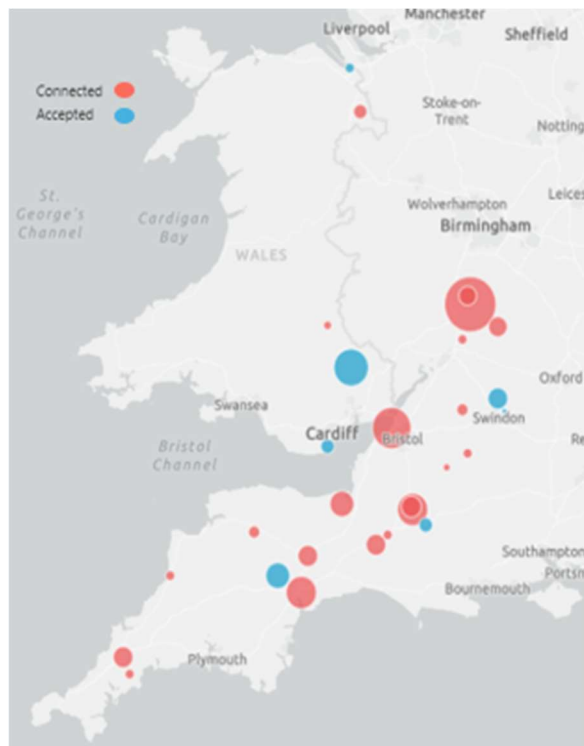 Manchester
Liverpool
Sheffield
Connected
Accepted
Stoke-on-
Trent
Notting
St.
George's
Channel
Cardigan
Bay
Wolverhampton
Leices
Birmingham
WALES
Oxford
Swansea
Cardiff
Bristol
Swindon
Re
Bristol
Channel
Southampton
Portsm
Bournemouth
Plymouth